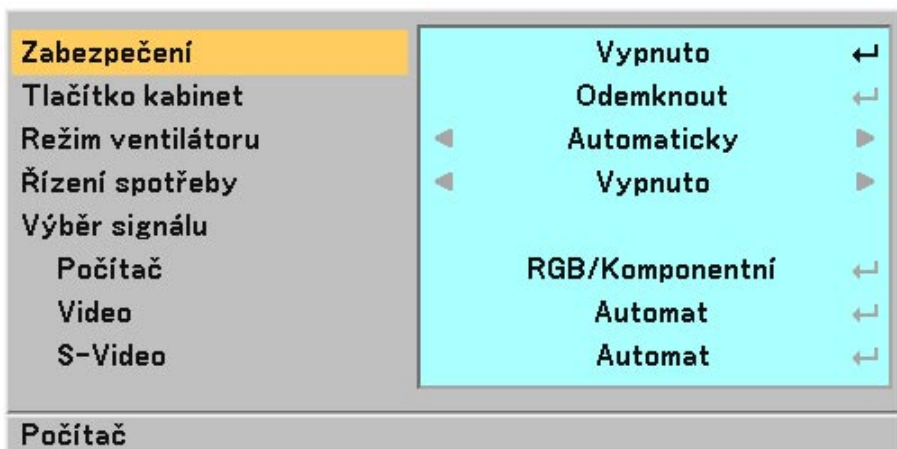 Zabezpečení Vypnuto
Tlačítko kabinet Odemknout
Režim ventilátoru Automaticky
Řízení spotřeby Vypnuto
Výběr signálu
Počítač RGB/Komponentní
Video Automat
S-Video Automat
Počítač